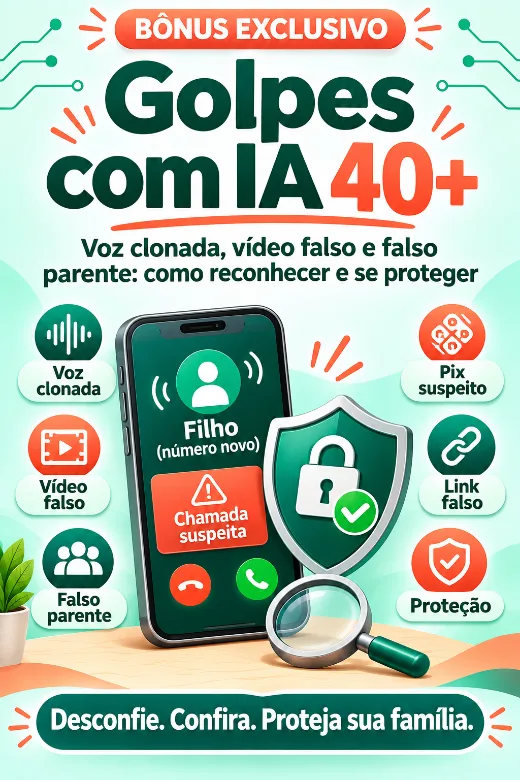 BÔNUS EXCLUSIVO
Golpes
com IA 40+
Voz clonada, vídeo falso e falso
parente: como reconhecer e se proteger
Voz
clonada
Vídeo
falso
Falso
parente
Filho
(número novo)
Chamada
suspeita
Pix
suspeito
Link
falso
Proteção
Desconfie. Confira. Proteja sua família.